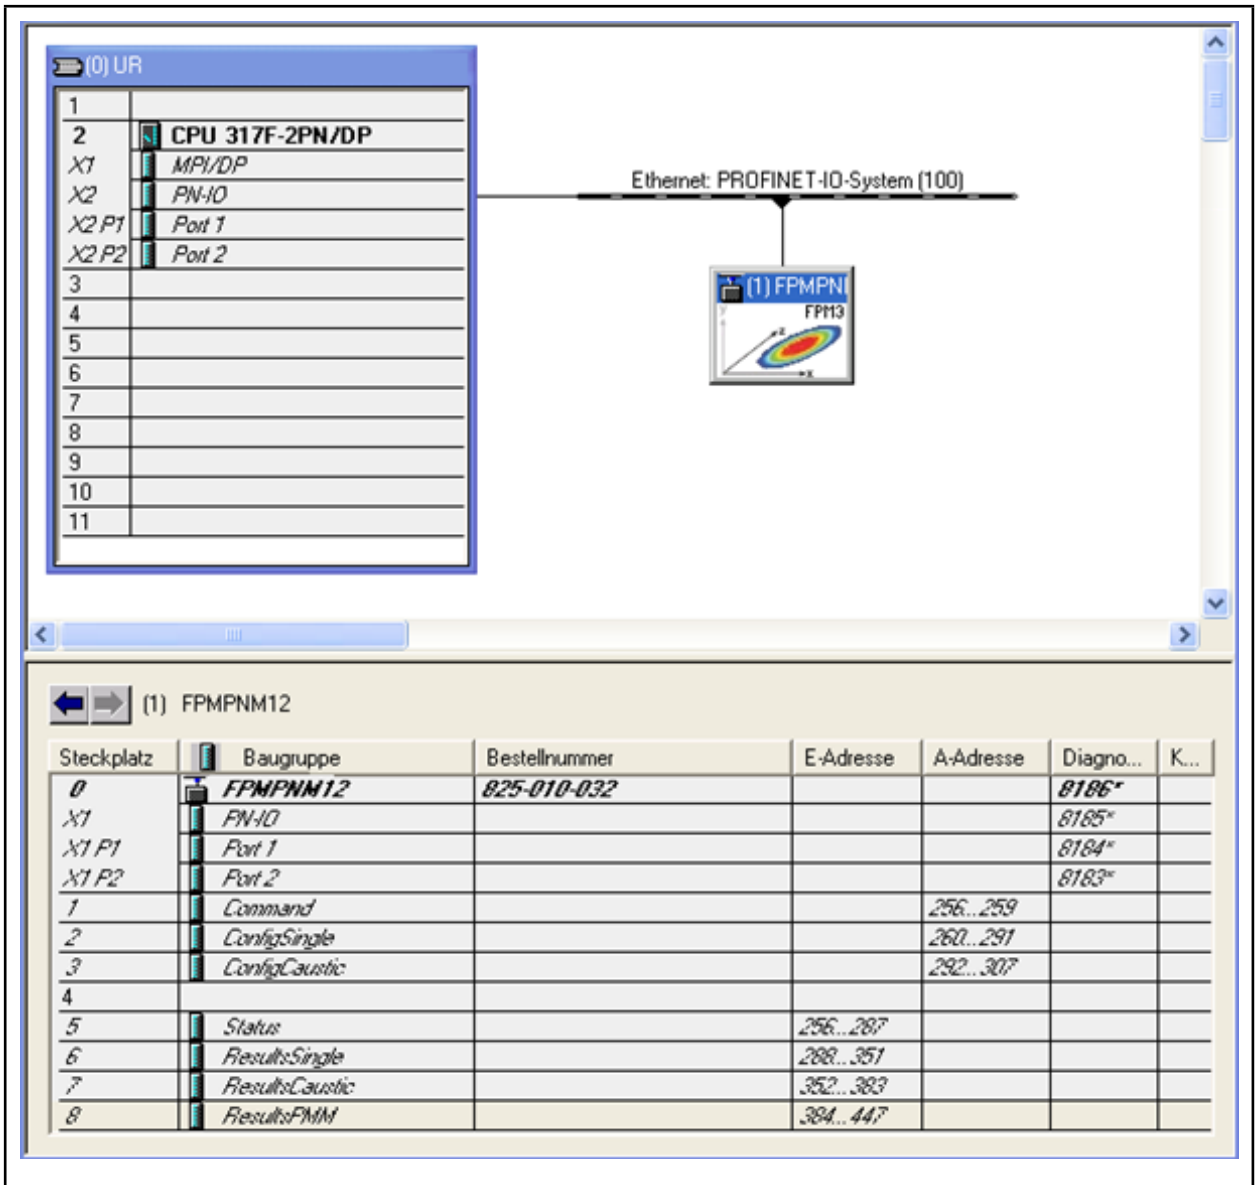 (0) UR
1
2 CPU 317F-2PN/DP
X1 MPI/DP
X2 PN-IO
X2 P1 Port 1
X2 P2 Port 2
3
4
5
6
7
8
9
10
11
Ethernet: PROFINET-IO-System (100)
(1) FPMPN
FPM3
y
z
x
(1) FPMPNM12
Steckplatz Baugruppe Bestellnummer E-Adresse A-Adresse Diagno... K...
0 FPMPNM12 825-010-032 8186*
X1 PN-IO 8185*
X1 P1 Port 1 8184*
X1 P2 Port 2 8183*
1 Command 256...259
2 ConfigSingle 260...291
3 ConfigCaustic 292...307
4
5 Status 256...287
6 ResultsSingle 288...351
7 ResultsCaustic 352...383
8 ResultsPMM 384...447